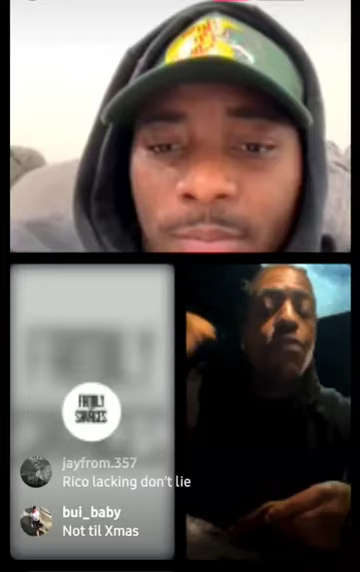 FAMILY
SAVAGES
jayfrom.357
Rico lacking don't lie
bui_baby
Not til Xmas